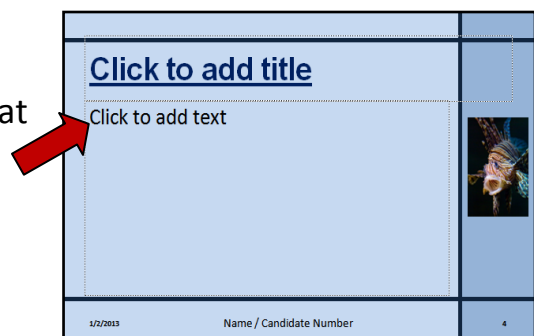 Click to add title
at
Click to add text
1/2/2013 Name / Candidate Number 4